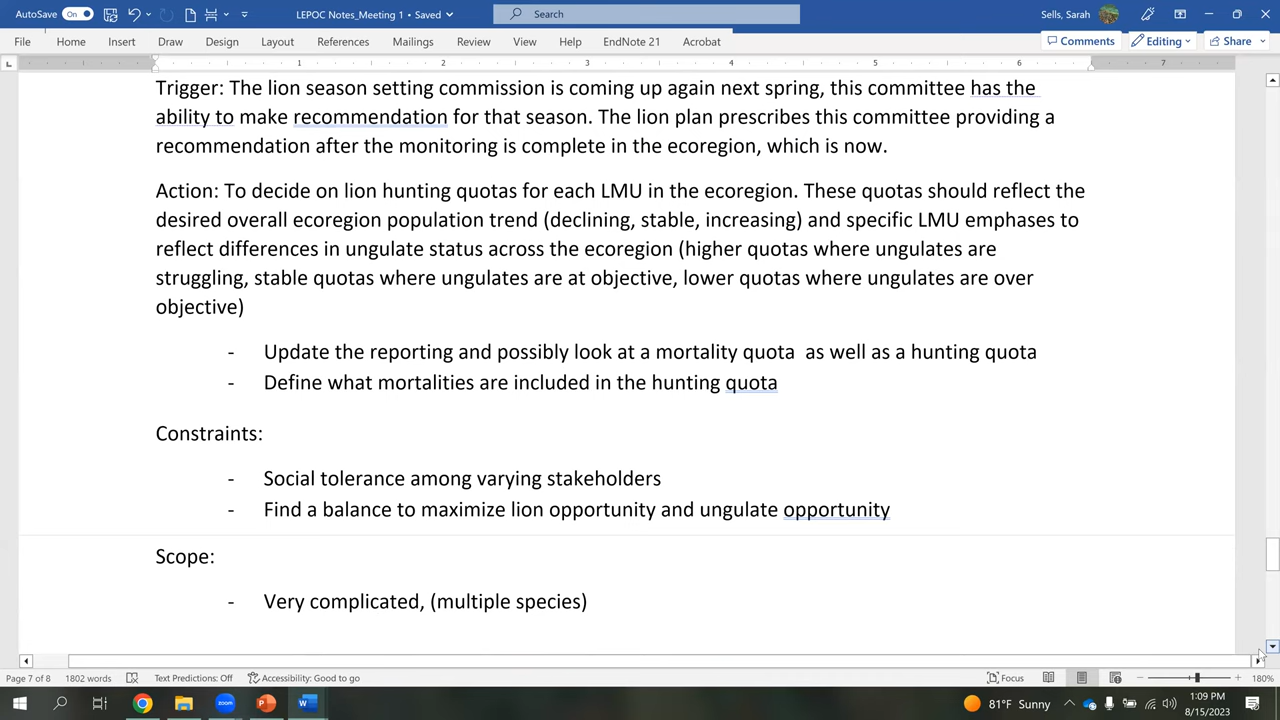 AutoSave On LEPOC Notes_Meeting 1 • Saved Search Sells, Sarah
File Home Insert Draw Design Layout References Mailings Review View Help EndNote 21 Acrobat Comments Editing Share
1 2 3 4 5 6 7
Trigger: The lion season setting commission is coming up again next spring, this committee has the
ability to make recommendation for that season. The lion plan prescribes this committee providing a
recommendation after the monitoring is complete in the ecoregion, which is now.
Action: To decide on lion hunting quotas for each LMU in the ecoregion. These quotas should reflect the
desired overall ecoregion population trend (declining, stable, increasing) and specific LMU emphases to
reflect differences in ungulate status across the ecoregion (higher quotas where ungulates are
struggling, stable quotas where ungulates are at objective, lower quotas where ungulates are over
objective)
- Update the reporting and possibly look at a mortality quota  as well as a hunting quota
- Define what mortalities are included in the hunting quota
Constraints:
- Social tolerance among varying stakeholders
- Find a balance to maximize lion opportunity and ungulate opportunity
Scope:
- Very complicated, (multiple species)
Page 7 of 8 1802 words Text Predictions: Off Accessibility: Good to go Focus 180%
zoom 81°F Sunny 1:09 PM
8/15/2023